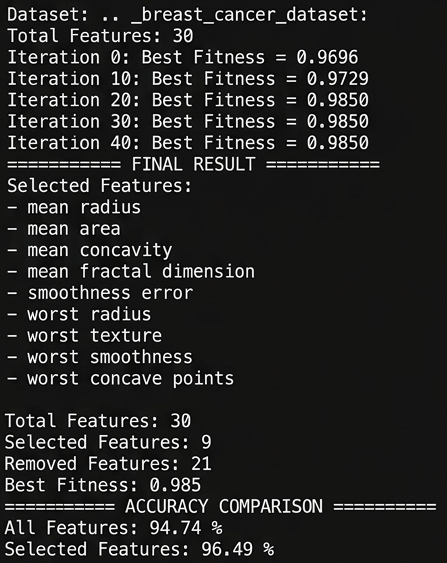 Dataset: .. _breast_cancer_dataset:
Total Features: 30
Iteration 0: Best Fitness = 0.9696
Iteration 10: Best Fitness = 0.9729
Iteration 20: Best Fitness = 0.9850
Iteration 30: Best Fitness = 0.9850
Iteration 40: Best Fitness = 0.9850
=========== FINAL RESULT ===========
Selected Features:
- mean radius
- mean area
- mean concavity
- mean fractal dimension
- smoothness error
- worst radius
- worst texture
- worst smoothness
- worst concave points
Total Features: 30
Selected Features: 9
Removed Features: 21
Best Fitness: 0.985
=========== ACCURACY COMPARISON ==========
All Features: 94.74 %
Selected Features: 96.49 %